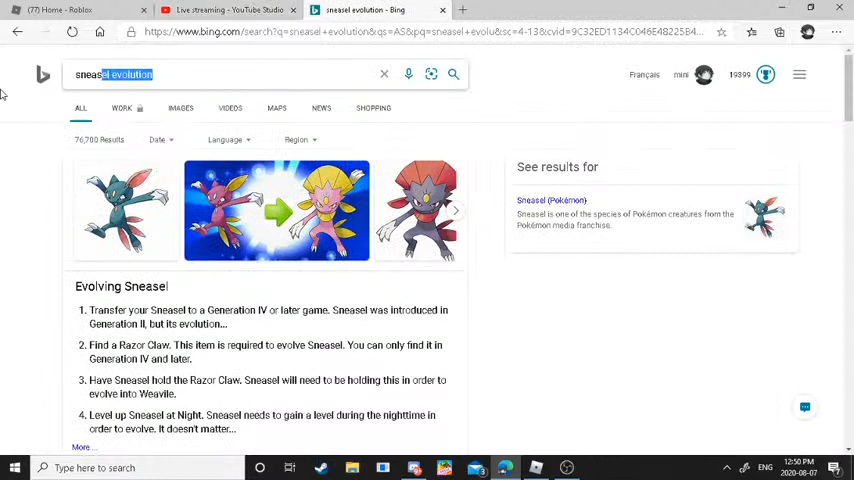 (77) Home - Roblox
Live streaming - YouTube Studio
sneasel evolution - Bing
https://www.bing.com/search?q=sneasel+evolution&qs=AS&pq=sneasel+evolu&sc=4-13&cvid=9C32ED1134C046E48225B4...
sneasel evolution
Français
mini
19399
ALL
WORK
IMAGES
VIDEOS
MAPS
NEWS
SHOPPING
76,700 Results
Date
Language
Region
See results for
Sneasel (Pokémon)
Sneasel is one of the species of Pokémon creatures from the
Pokémon media franchise.
Evolving Sneasel
1. Transfer your Sneasel to a Generation IV or later game. Sneasel was introduced in
Generation II, but its evolution...
2. Find a Razor Claw. This item is required to evolve Sneasel. You can only find it in
Generation IV and later.
3. Have Sneasel hold the Razor Claw. Sneasel will need to be holding this in order to
evolve into Weavile.
4. Level up Sneasel at Night. Sneasel needs to gain a level during the nighttime in
order to evolve. It doesn't matter...
More ...
Type here to search
ENG
12:50 PM
2020-08-07